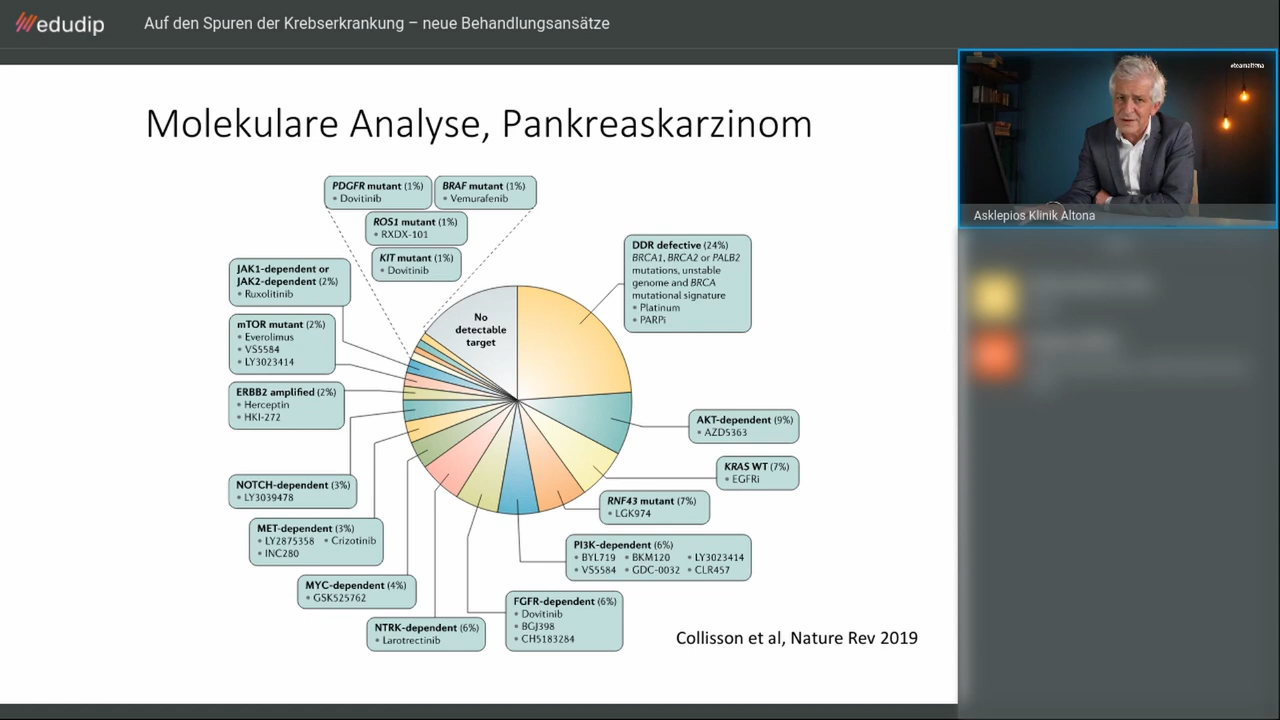 edudip
Auf den Spuren der Krebserkrankung – neue Behandlungsansätze
#teamaltona
Asklepios Klinik Altona
Molekulare Analyse, Pankreaskarzinom
PDGFR mutant (1%)
• Dovitinib
BRAF mutant (1%)
• Vemurafenib
ROS1 mutant (1%)
• RXDX-101
KIT mutant (1%)
• Dovitinib
JAK1-dependent or
JAK2-dependent (2%)
• Ruxolitinib
mTOR mutant (2%)
• Everolimus
• VS5584
• LY3023414
ERBB2 amplified (2%)
• Herceptin
• HKI-272
NOTCH-dependent (3%)
• LY3039478
MET-dependent (3%)
• LY2875358 • Crizotinib
• INC280
MYC-dependent (4%)
• GSK525762
NTRK-dependent (6%)
• Larotrectinib
No
detectable
target
DDR defective (24%)
BRCA1, BRCA2 or PALB2
mutations, unstable
genome and BRCA
mutational signature
• Platinum
• PARPi
AKT-dependent (9%)
• AZD5363
KRAS WT (7%)
• EGFRi
RNF43 mutant (7%)
• LGK974
PI3K-dependent (6%)
• BYL719 • BKM120 • LY3023414
• VS5584 • GDC-0032 • CLR457
FGFR-dependent (6%)
• Dovitinib
• BGJ398
• CH5183284
Collisson et al, Nature Rev 2019